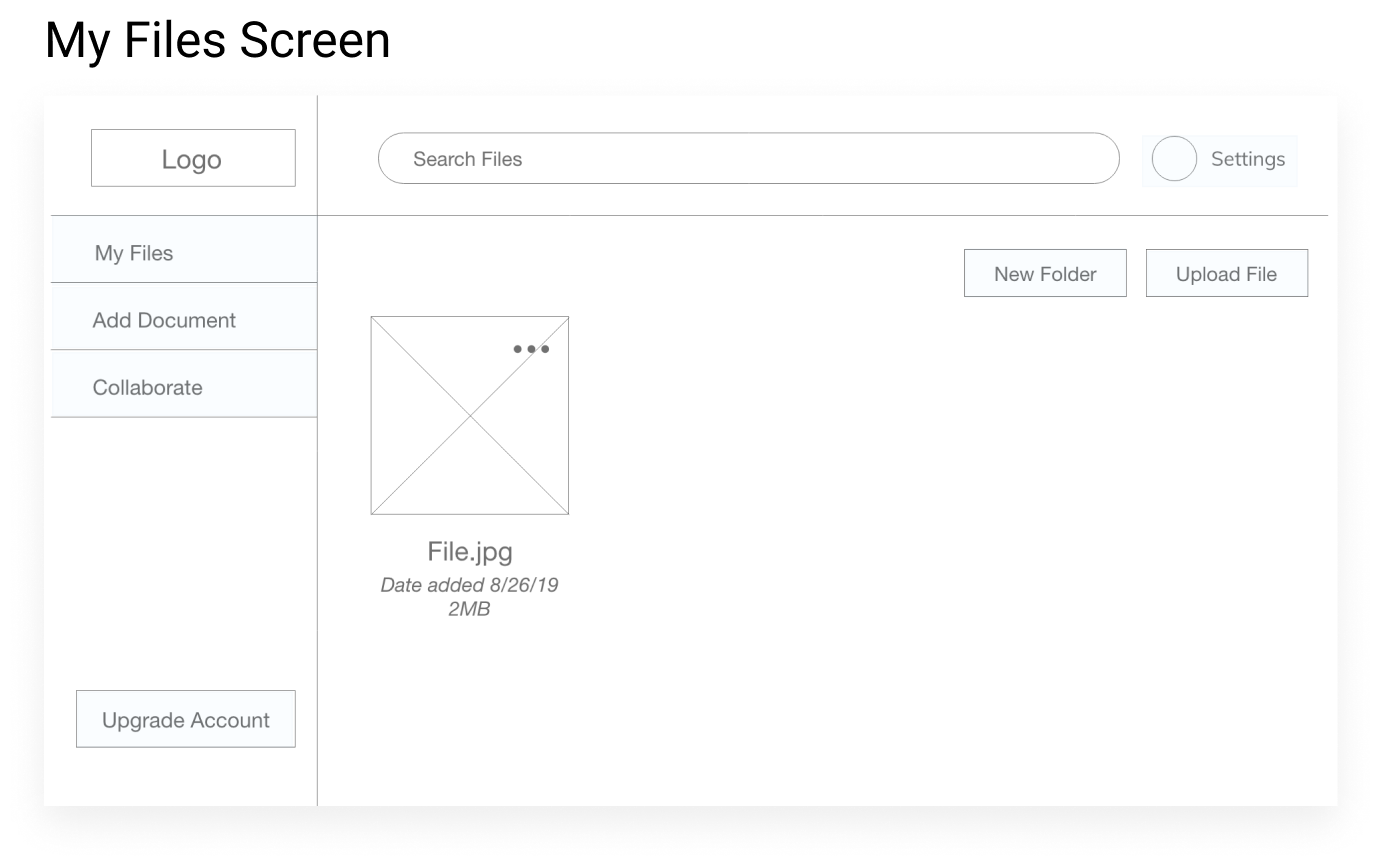 My Files Screen
Logo
Search Files
Settings
My Files
Add Document
Collaborate
New Folder
Upload File
File.jpg
Date added 8/26/19
2MB
Upgrade Account